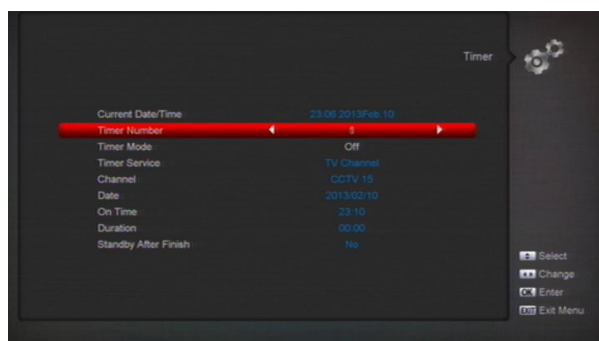 Timer
Current Date/Time 23:06 2013Feb.10
Timer Number
Timer Mode Off
Timer Service TV Channel
Channel CCTV-15
Date 2013/02/10
On Time 23:10
Duration 00:00
Standby After Finish No
Select
Change
OK Enter
EXIT Exit Menu